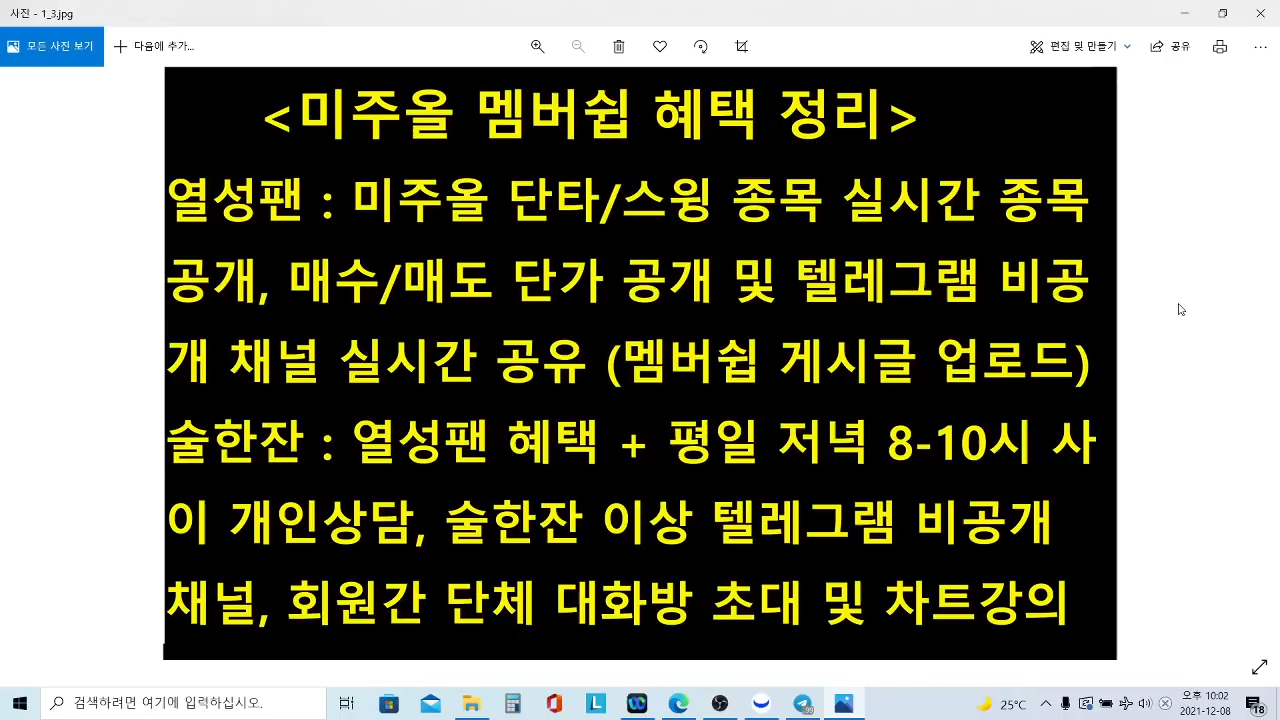 사진 - 1_3.jpg
모든 사진 보기
다음에 추가...
편집 및 만들기
공유
<미주올 멤버쉽 혜택 정리>
열성팬 : 미주올 단타/스윙 종목 실시간 종목
공개, 매수/매도 단가 공개 및 텔레그램 비공
개 채널 실시간 공유 (멤버쉽 게시글 업로드)
술한잔 : 열성팬 혜택 + 평일 저녁 8-10시 사
이 개인상담, 술한잔 이상 텔레그램 비공개
채널, 회원간 단체 대화방 초대 및 차트강의
검색하려면 여기에 입력하십시오.
L
99
25°C
오후 10:02
2021-12-08
18